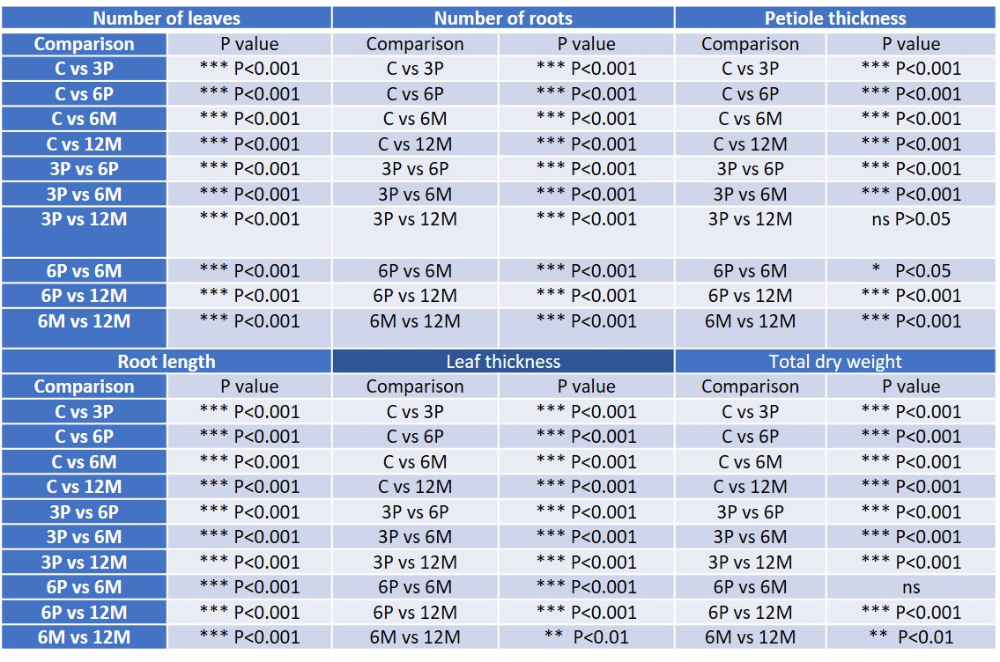 Number of leaves Number of roots Petiole thickness
Comparison P value Comparison P value Comparison P value
C vs 3P *** P<0.001 C vs 3P *** P<0.001 C vs 3P *** P<0.001
C vs 6P *** P<0.001 C vs 6P *** P<0.001 C vs 6P *** P<0.001
C vs 6M *** P<0.001 C vs 6M *** P<0.001 C vs 6M *** P<0.001
C vs 12M *** P<0.001 C vs 12M *** P<0.001 C vs 12M *** P<0.001
3P vs 6P *** P<0.001 3P vs 6P *** P<0.001 3P vs 6P *** P<0.001
3P vs 6M *** P<0.001 3P vs 6M *** P<0.001 3P vs 6M *** P<0.001
3P vs 12M *** P<0.001 3P vs 12M *** P<0.001 3P vs 12M ns P>0.05
6P vs 6M *** P<0.001 6P vs 6M *** P<0.001 6P vs 6M * P<0.05
6P vs 12M *** P<0.001 6P vs 12M *** P<0.001 6P vs 12M *** P<0.001
6M vs 12M *** P<0.001 6M vs 12M *** P<0.001 6M vs 12M *** P<0.001
Root length Leaf thickness Total dry weight
Comparison P value Comparison P value Comparison P value
C vs 3P *** P<0.001 C vs 3P *** P<0.001 C vs 3P *** P<0.001
C vs 6P *** P<0.001 C vs 6P *** P<0.001 C vs 6P *** P<0.001
C vs 6M *** P<0.001 C vs 6M *** P<0.001 C vs 6M *** P<0.001
C vs 12M *** P<0.001 C vs 12M *** P<0.001 C vs 12M *** P<0.001
3P vs 6P *** P<0.001 3P vs 6P *** P<0.001 3P vs 6P *** P<0.001
3P vs 6M *** P<0.001 3P vs 6M *** P<0.001 3P vs 6M *** P<0.001
3P vs 12M *** P<0.001 3P vs 12M *** P<0.001 3P vs 12M *** P<0.001
6P vs 6M *** P<0.001 6P vs 6M *** P<0.001 6P vs 6M ns
6P vs 12M *** P<0.001 6P vs 12M *** P<0.001 6P vs 12M *** P<0.001
6M vs 12M *** P<0.001 6M vs 12M ** P<0.01 6M vs 12M ** P<0.01